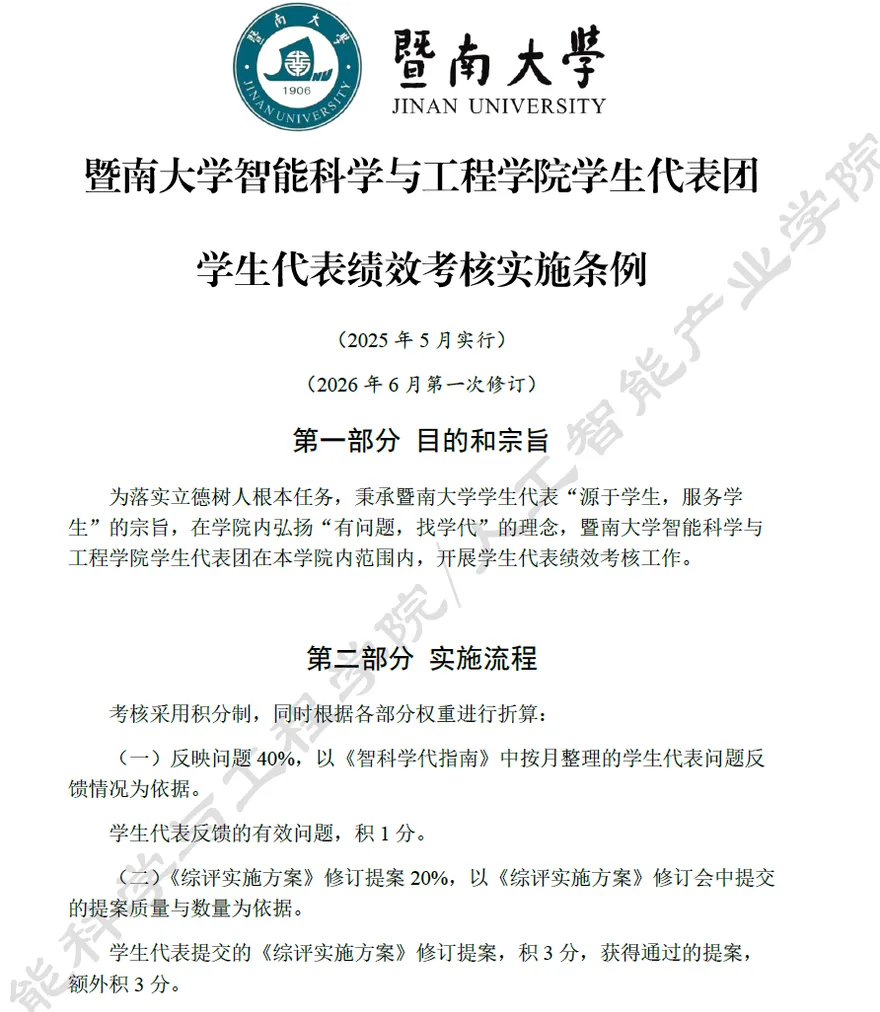 暨南大学
JINAN UNIVERSITY
1906
暨南大學
JINAN UNIVERSITY
暨南大学智能科学与工程学院学生代表团
学生代表绩效考核实施条例
（2025 年 5 月实行）
（2026 年 6 月第一次修订）
第一部分 目的和宗旨
为落实立德树人根本任务，秉承暨南大学学生代表“源于学生，服务学
生”的宗旨，在学院内弘扬“有问题，找学代”的理念，暨南大学智能科学与
工程学院学生代表团在本学院内范围内，开展学生代表绩效考核工作。
第二部分 实施流程
考核采用积分制，同时根据各部分权重进行折算：
（一）反映问题 40%，以《智科学代指南》中按月整理的学生代表问题反
馈情况为依据。
学生代表反馈的有效问题，积 1 分。
（二）《综评实施方案》修订提案 20%，以《综评实施方案》修订会中提交
的提案质量与数量为依据。
学生代表提交的《综评实施方案》修订提案，积 3 分，获得通过的提案，
额外积 3 分。
能科学与工程学院/人工智能产业学院